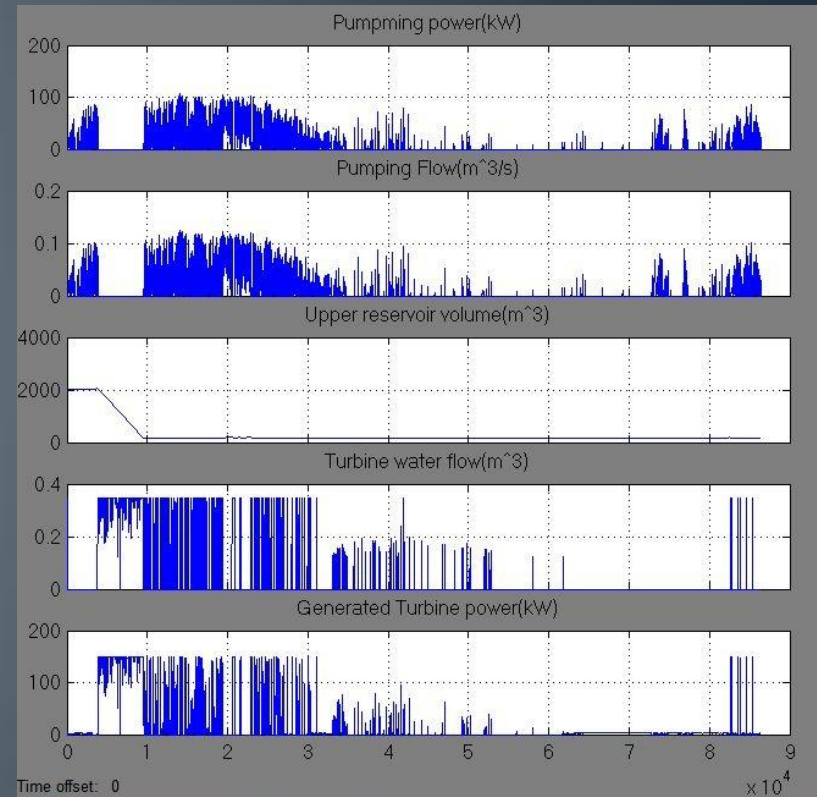 Pumpming power(kW)
200
100
0
Pumping Flow(m^3/s)
0.2
0.1
0
Upper reservoir volume(m^3)
4000
2000
0
Turbine water flow(m^3)
0.4
0.2
0
Generated Turbine power(kW)
200
100
0
0 1 2 3 4 5 6 7 8 9
Time offset: 0
x 10^4